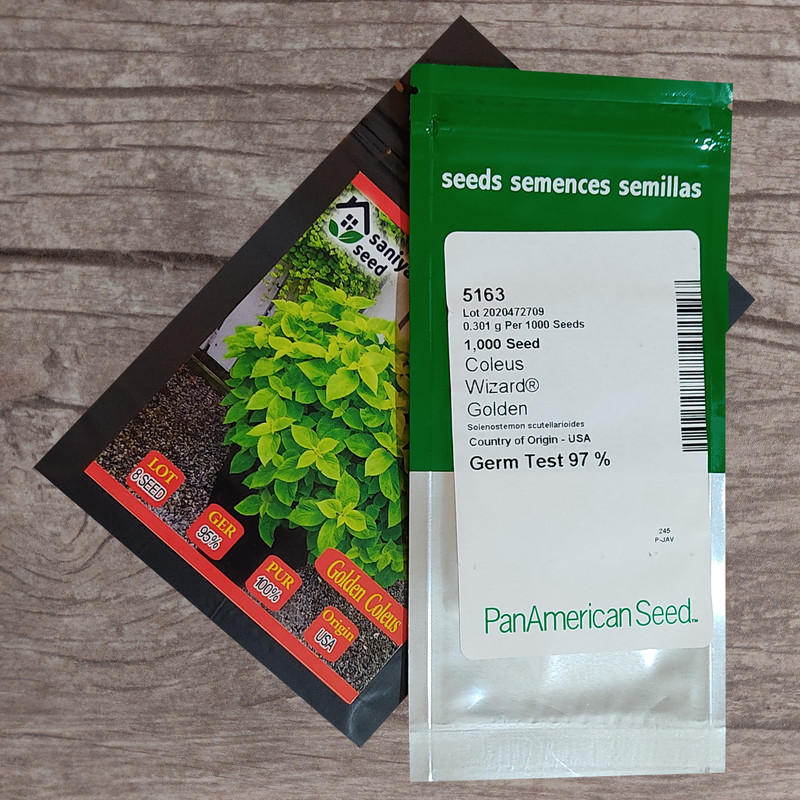 seeds semences semillas
5163
Lot 2020472709
0.301 g Per 1000 Seeds
1,000 Seed
Coleus
Wizard®
Golden
Solenostemon scutellarioides
Country of Origin - USA
Germ Test 97 %
245
P-JAV
PanAmerican Seed™
saniya
seed
LOT
8 SEED
GER
95%
PUR
100%
Golden Coleus
Origin
USA